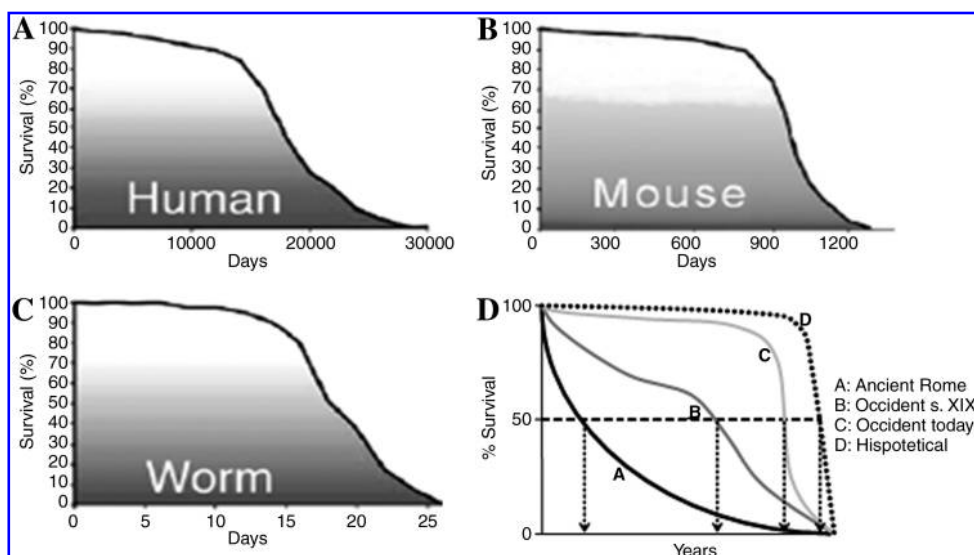 A
Survival (%)
100
90
80
70
60
50
40
30
20
10
0
Human
0 10000 20000 30000
Days
B
Survival (%)
100
90
80
70
60
50
40
30
20
10
0
Mouse
0 300 600 900 1200
Days
C
Survival (%)
100
90
80
70
60
50
40
30
20
10
0
Worm
0 5 10 15 20 25
Days
D
% Survival
100
50
0
A
B
C
D
Years
A: Ancient Rome
B: Occident s. XIX
C: Occident today
D: Hispotetical